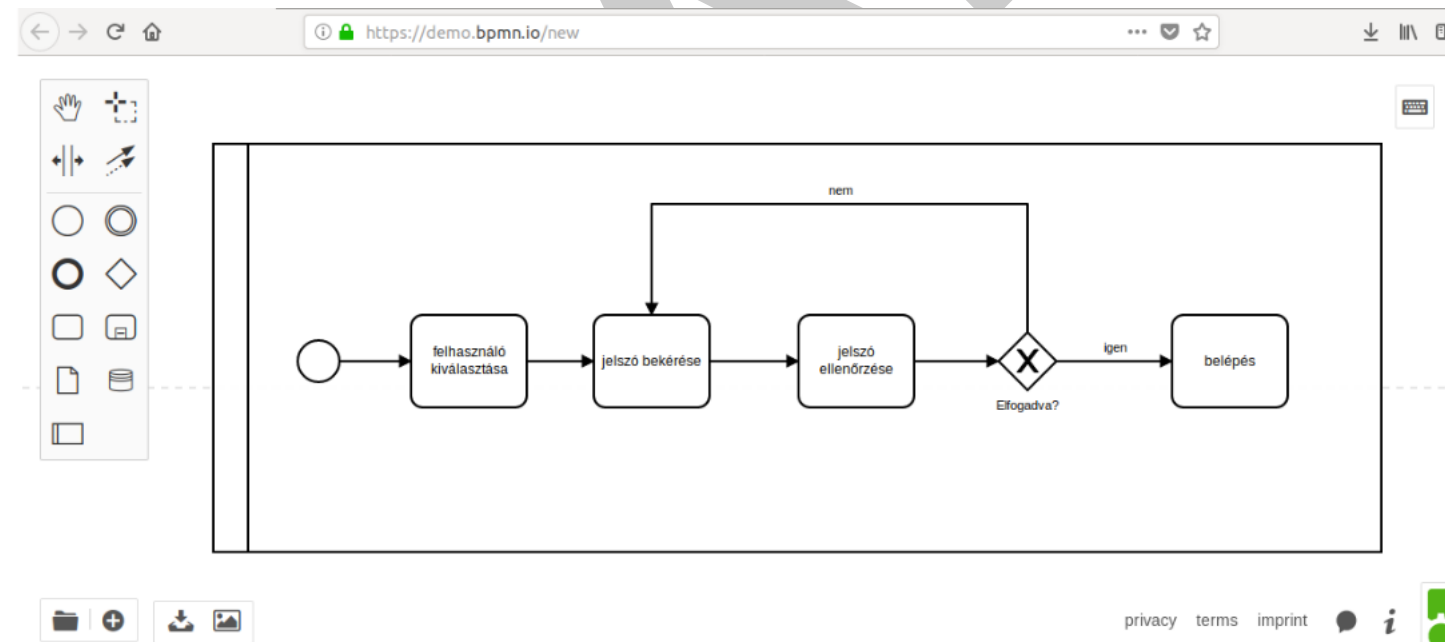 https://demo.bpmn.io/new
nem
felhasználó
kiválasztása
jelszó bekérése
jelszó
ellenőrzése
Elfogadva?
igen
belépés
privacy terms imprint